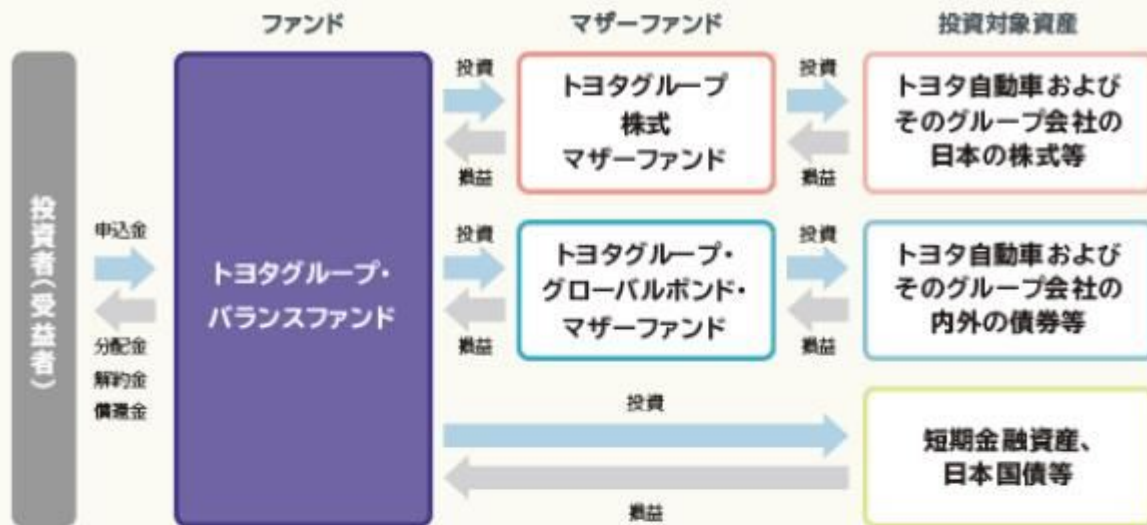 ファンド
マザーファンド
投資対象資産
投資者(受益者)
申込金
分配金
解約金
償還金
トヨタグループ・
バランスファンド
投資
損益
トヨタグループ
株式
マザーファンド
投資
損益
トヨタ自動車および
そのグループ会社の
日本の株式等
投資
損益
トヨタグループ・
グローバルボンド・
マザーファンド
投資
損益
トヨタ自動車および
そのグループ会社の
内外の債券等
投資
損益
短期金融資産、
日本国債等